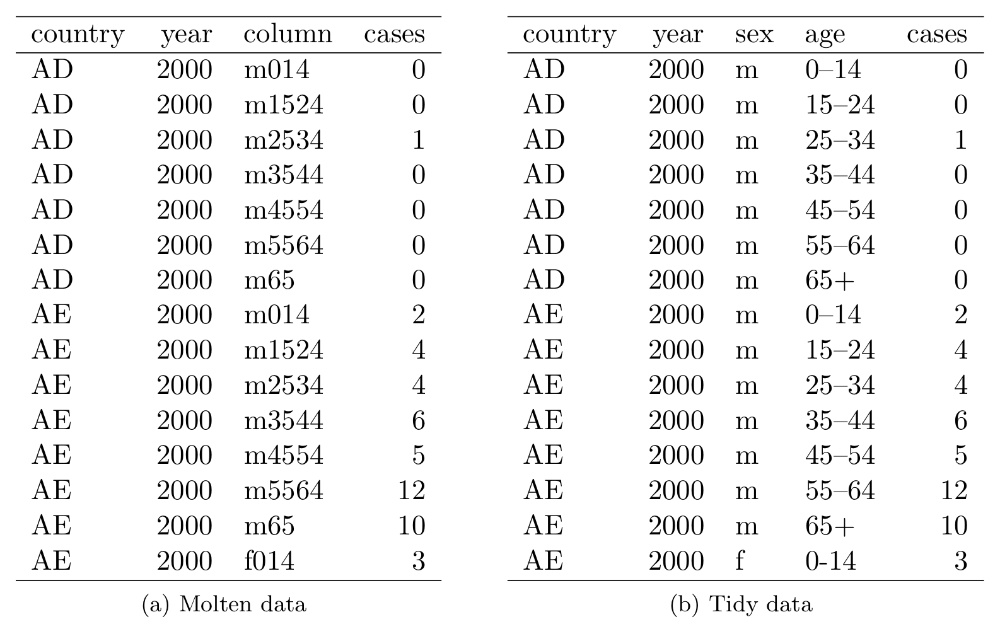 country year column cases
AD 2000 m014 0
AD 2000 m1524 0
AD 2000 m2534 1
AD 2000 m3544 0
AD 2000 m4554 0
AD 2000 m5564 0
AD 2000 m65 0
AE 2000 m014 2
AE 2000 m1524 4
AE 2000 m2534 4
AE 2000 m3544 6
AE 2000 m4554 5
AE 2000 m5564 12
AE 2000 m65 10
AE 2000 f014 3
(a) Molten data
country year sex age cases
AD 2000 m 0–14 0
AD 2000 m 15–24 0
AD 2000 m 25–34 1
AD 2000 m 35–44 0
AD 2000 m 45–54 0
AD 2000 m 55–64 0
AD 2000 m 65+ 0
AE 2000 m 0–14 2
AE 2000 m 15–24 4
AE 2000 m 25–34 4
AE 2000 m 35–44 6
AE 2000 m 45–54 5
AE 2000 m 55–64 12
AE 2000 m 65+ 10
AE 2000 f 0-14 3
(b) Tidy data